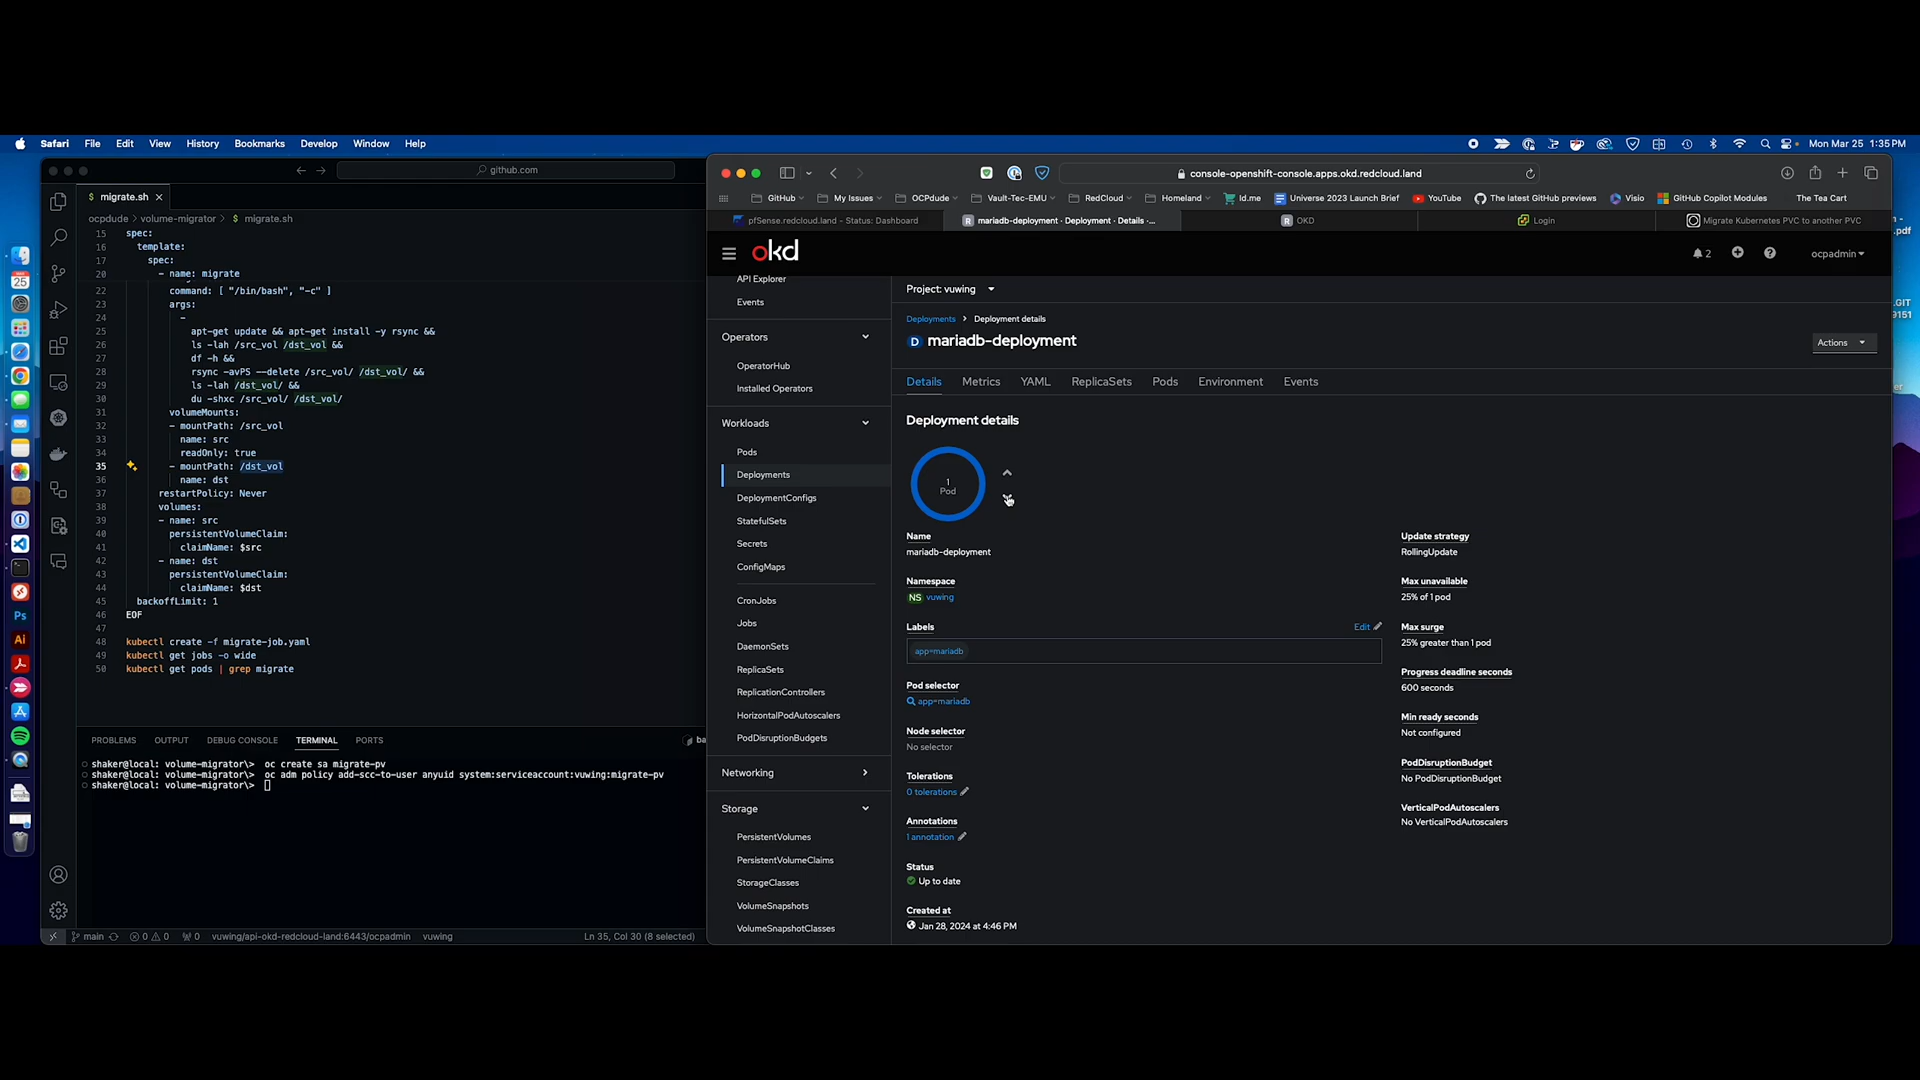 Safari File Edit View History Bookmarks Develop Window Help
Mon Mar 25 1:35PM
github.com
migrate.sh
ocpdude > volume-migrator > $ migrate.sh
15 spec:
16 template:
17 spec:
20 - name: migrate
22 command: [ "/bin/bash", "-c" ]
23 args:
24 -
25 apt-get update && apt-get install -y rsync &&
26 ls -lah /src_vol /dst_vol &&
27 df -h &&
28 rsync -avPS --delete /src_vol/ /dst_vol/ &&
29 ls -lah /dst_vol/ &&
30 du -shxc /src_vol/ /dst_vol/
31 volumeMounts:
32 - mountPath: /src_vol
33 name: src
34 readOnly: true
35 - mountPath: /dst_vol
36 name: dst
37 restartPolicy: Never
38 volumes:
39 - name: src
40 persistentVolumeClaim:
41 claimName: $src
42 - name: dst
43 persistentVolumeClaim:
44 claimName: $dst
45 backoffLimit: 1
46 EOF
47
48 kubectl create -f migrate-job.yaml
49 kubectl get jobs -o wide
50 kubectl get pods | grep migrate
PROBLEMS OUTPUT DEBUG CONSOLE TERMINAL PORTS
ba
shaker@local: volume-migrator\> oc create sa migrate-pv
shaker@local: volume-migrator\> oc adm policy add-scc-to-user anyuid system:serviceaccount:vuwing:migrate-pv
shaker@local: volume-migrator\>
main 0 0 0 vuwing/api-okd-redcloud-land:6443/ocpadmin vuwing Ln 35, Col 30 (8 selected)
console-openshift-console.apps.okd.redcloud.land
GitHub My Issues OCPdude Vault-Tec-EMU RedCloud Homeland Id.me Universe 2023 Launch Brief YouTube The latest GitHub previews Visio GitHub Copilot Modules The Tea Cart
pfSense.redcloud.land - Status: Dashboard
mariadb-deployment · Deployment · Details ·...
OKD
Login
Migrate Kubernetes PVC to another PVC
okd
2
ocpadmin
API Explorer
Events
Operators
OperatorHub
Installed Operators
Workloads
Pods
Deployments
DeploymentConfigs
StatefulSets
Secrets
ConfigMaps
CronJobs
Jobs
DaemonSets
ReplicaSets
ReplicationControllers
HorizontalPodAutoscalers
PodDisruptionBudgets
Networking
Storage
PersistentVolumes
PersistentVolumeClaims
StorageClasses
VolumeSnapshots
VolumeSnapshotClasses
Project: vuwing
Deployments > Deployment details
D mariadb-deployment
Actions
Details Metrics YAML ReplicaSets Pods Environment Events
Deployment details
1
Pod
Name
mariadb-deployment
Namespace
NS vuwing
Labels
Edit
app=mariadb
Pod selector
app=mariadb
Node selector
No selector
Tolerations
0 tolerations
Annotations
1 annotation
Status
Up to date
Created at
Jan 28, 2024 at 4:46 PM
Update strategy
RollingUpdate
Max unavailable
25% of 1 pod
Max surge
25% greater than 1 pod
Progress deadline seconds
600 seconds
Min ready seconds
Not configured
PodDisruptionBudget
No PodDisruptionBudget
VerticalPodAutoscalers
No VerticalPodAutoscalers
.pdf
.GIT
9151
25
Ps
Ai